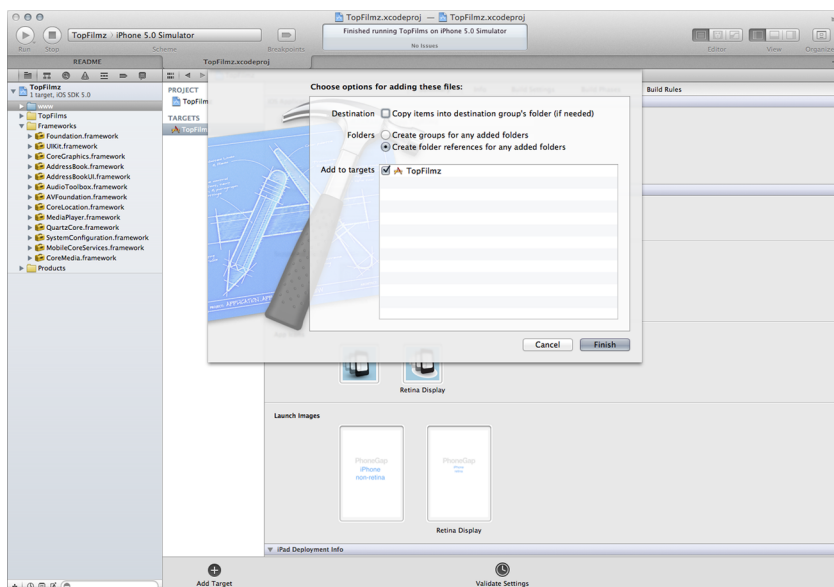 TopFilmz.xcodeproj — TopFilmz.xcodeproj
TopFilmz iPhone 5.0 Simulator
Finished running TopFilms on iPhone 5.0 Simulator
No Issues
Run Stop Scheme Breakpoints Editor View Organize
README TopFilmz.xcodeproj
TopFilmz
1 target, iOS SDK 5.0
www
TopFilms
Frameworks
Foundation.framework
UIKit.framework
CoreGraphics.framework
AddressBook.framework
AddressBookUI.framework
AudioToolbox.framework
AVFoundation.framework
CoreLocation.framework
MediaPlayer.framework
QuartzCore.framework
SystemConfiguration.framework
MobileCoreServices.framework
CoreMedia.framework
Products
PROJECT
TopFilm
TARGETS
TopFilm
Build Rules
Choose options for adding these files:
Destination Copy items into destination group's folder (if needed)
Folders Create groups for any added folders
Create folder references for any added folders
Add to targets TopFilmz
Cancel Finish
Retina Display
Launch Images
PhoneGap
iPhone
non-retina
PhoneGap
iPhone
retina
Retina Display
iPad Deployment Info
Add Target Validate Settings